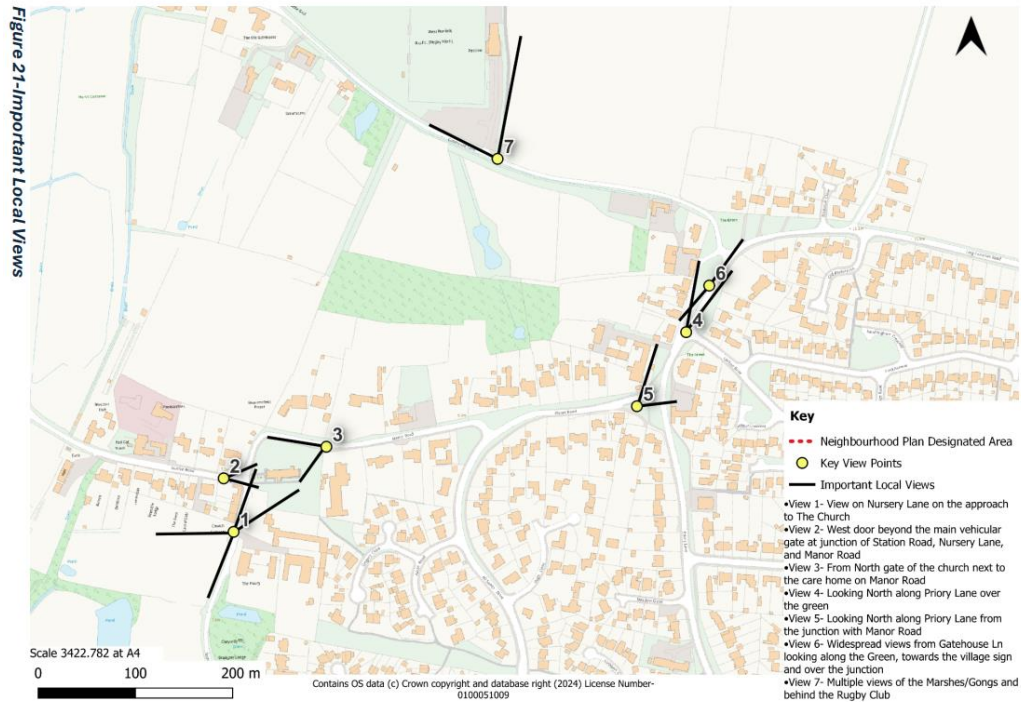 Figure 21-Important Local Views
7
6
4
5
3
2
1
Manor Road
Church
Pond
Key
Neighbourhood Plan Designated Area
Key View Points
Important Local Views
•View 1- View on Nursery Lane on the approach
to The Church
•View 2- West door beyond the main vehicular
gate at junction of Station Road, Nursery Lane,
and Manor Road
•View 3- From North gate of the church next to
the care home on Manor Road
•View 4- Looking North along Priory Lane over
the green
•View 5- Looking North along Priory Lane from
the junction with Manor Road
•View 6- Widespread views from Gatehouse Ln
looking along the Green, towards the village sign
and over the junction
•View 7- Multiple views of the Marshes/Gongs and
behind the Rugby Club
Scale 3422.782 at A4
0 100 200 m
Contains OS data (c) Crown copyright and database right (2024) License Number-
0100051009